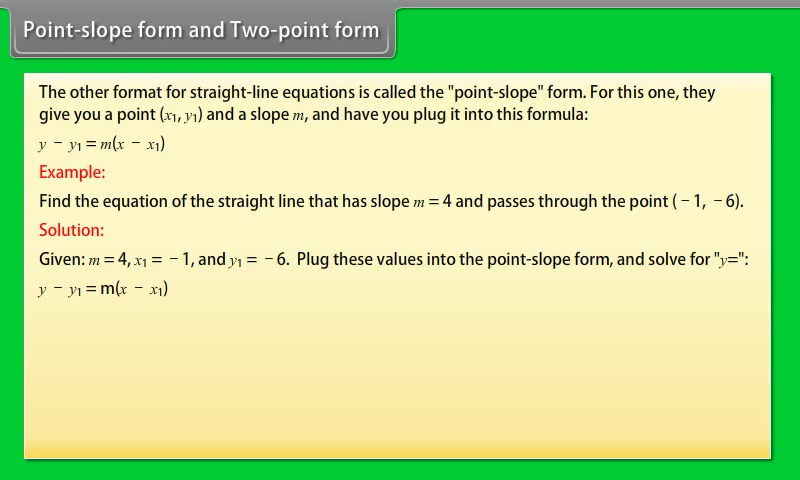 Point-slope form and Two-point form
The other format for straight-line equations is called the "point-slope" form. For this one, they
give you a point (x₁, y₁) and a slope m, and have you plug it into this formula:
y − y₁ = m(x − x₁)
Example:
Find the equation of the straight line that has slope m = 4 and passes through the point (−1, −6).
Solution:
Given: m = 4, x₁ = −1, and y₁ = −6. Plug these values into the point-slope form, and solve for "y=":
y − y₁ = m(x − x₁)